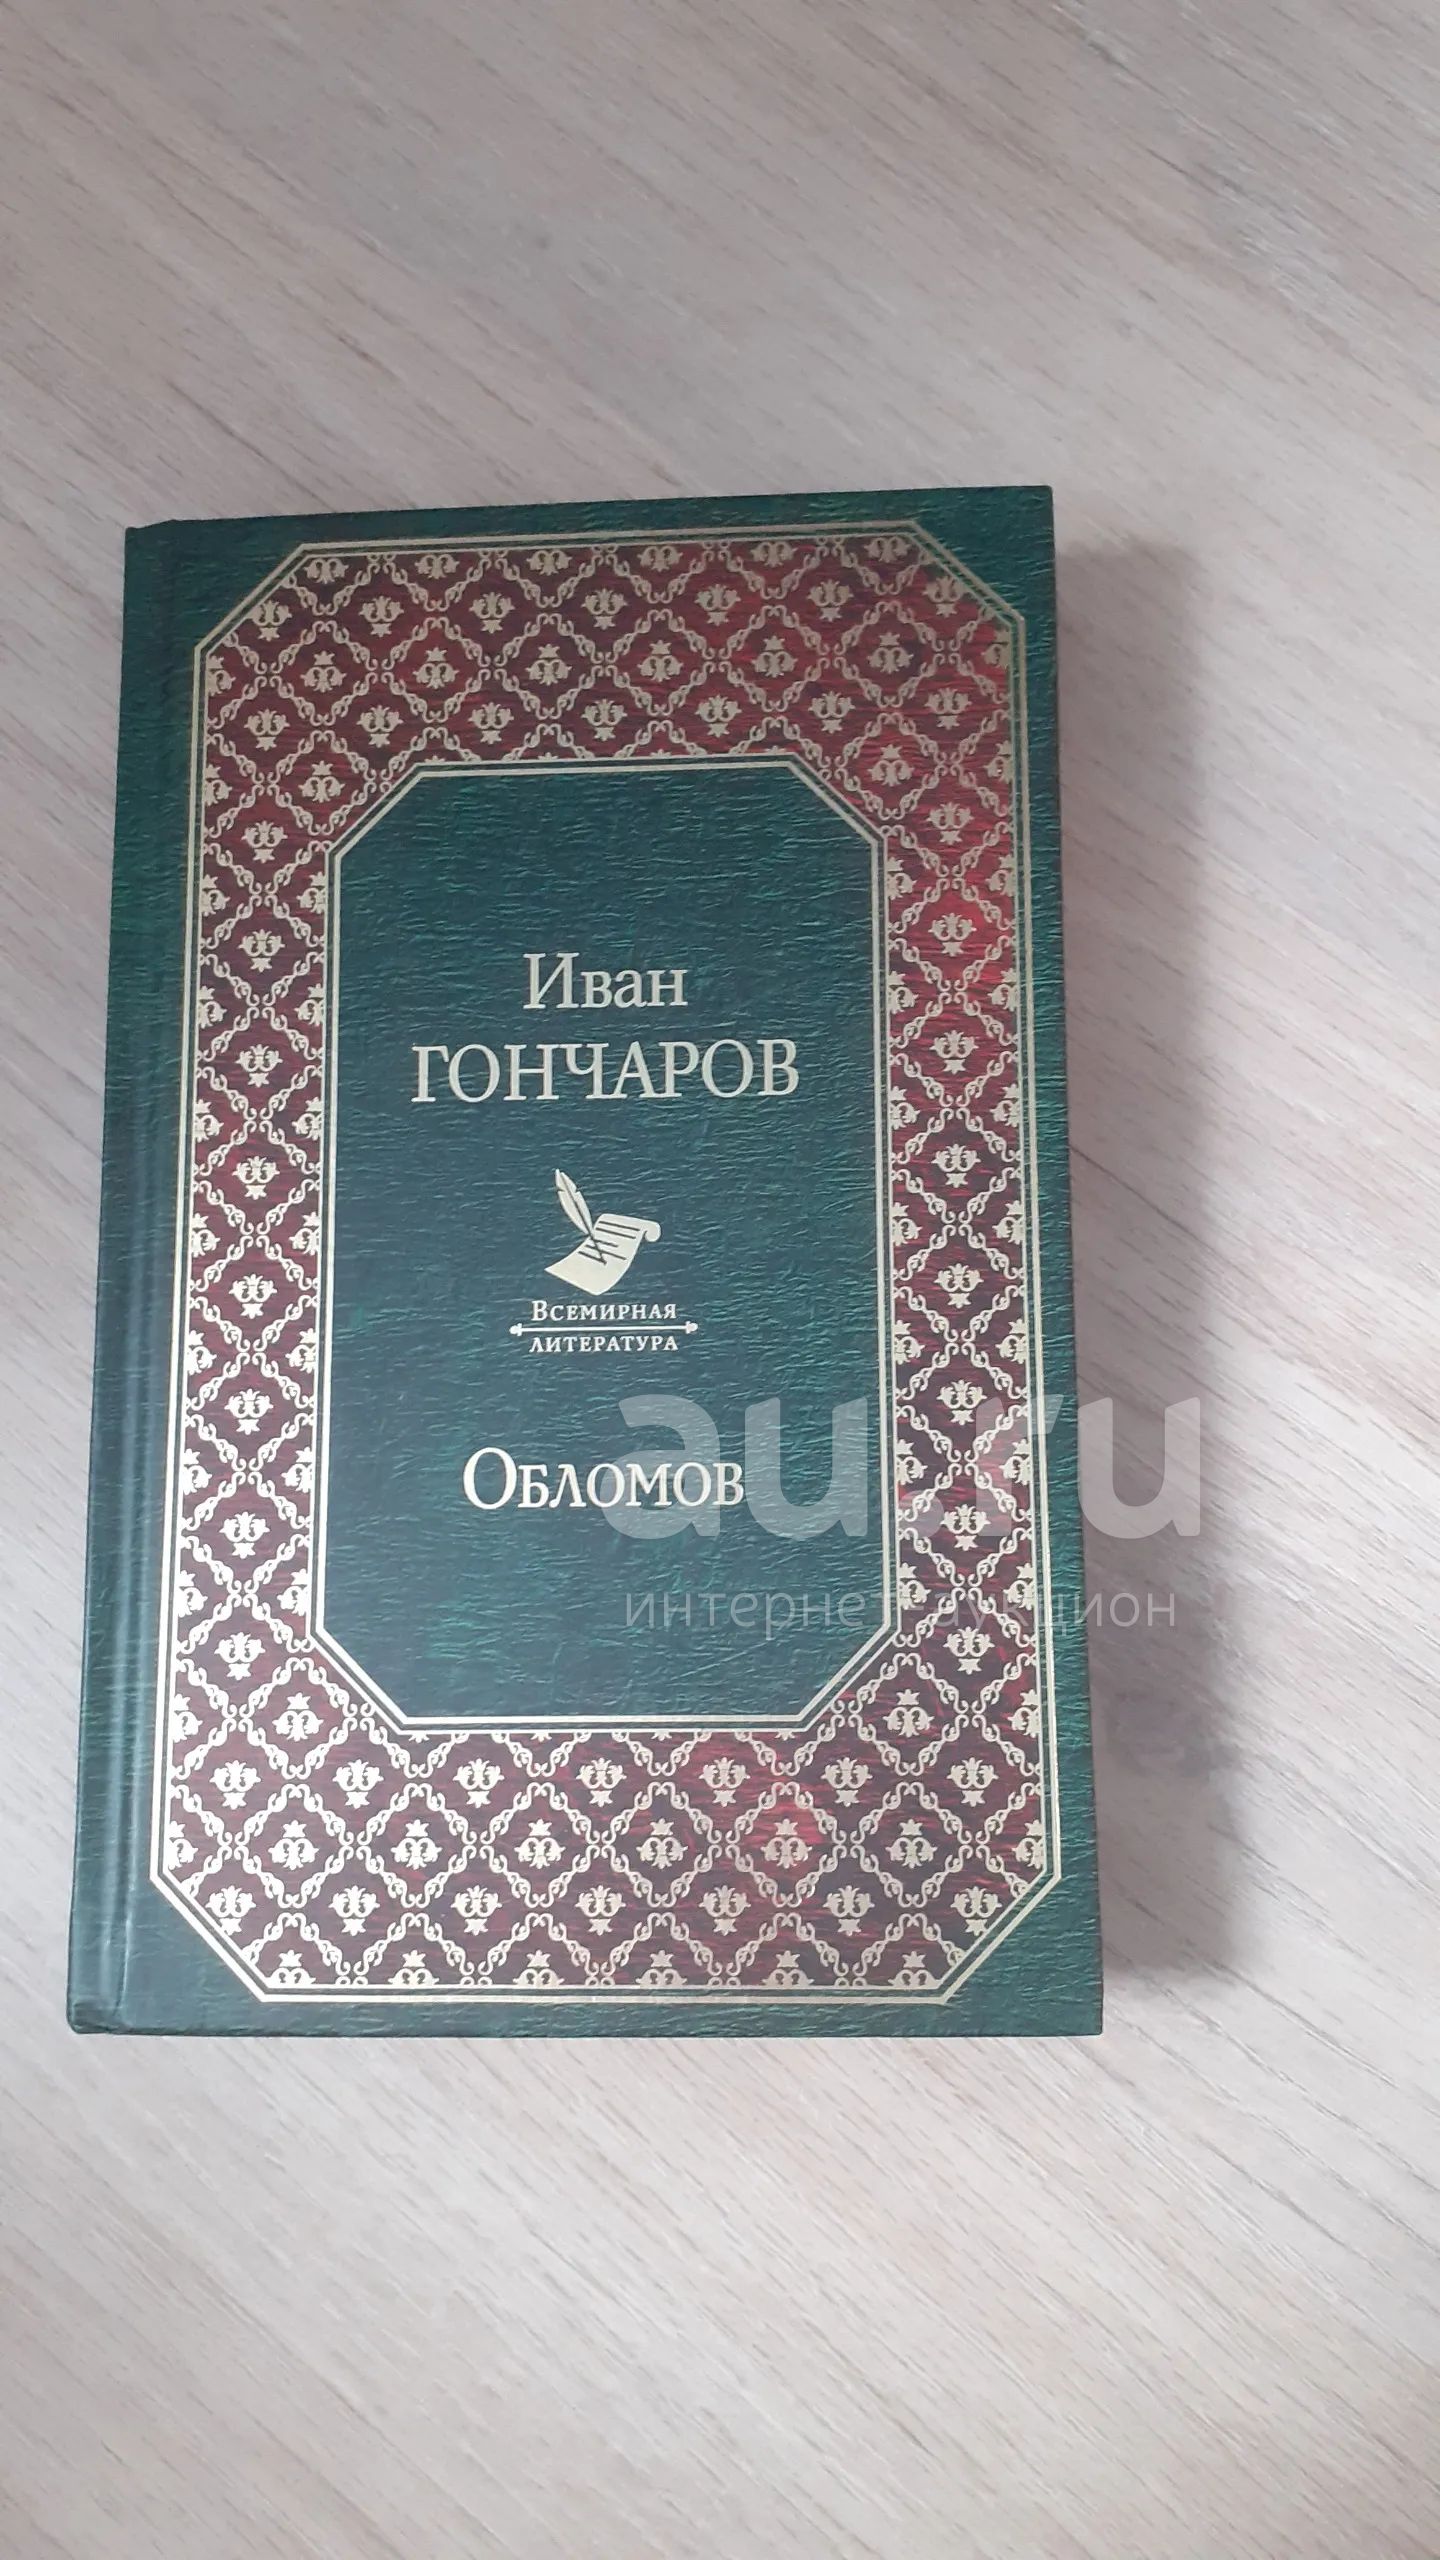 Иван
ГОНЧАРОВ
Всемирная
литература
Обломов
au.ru
интернет-аукцион